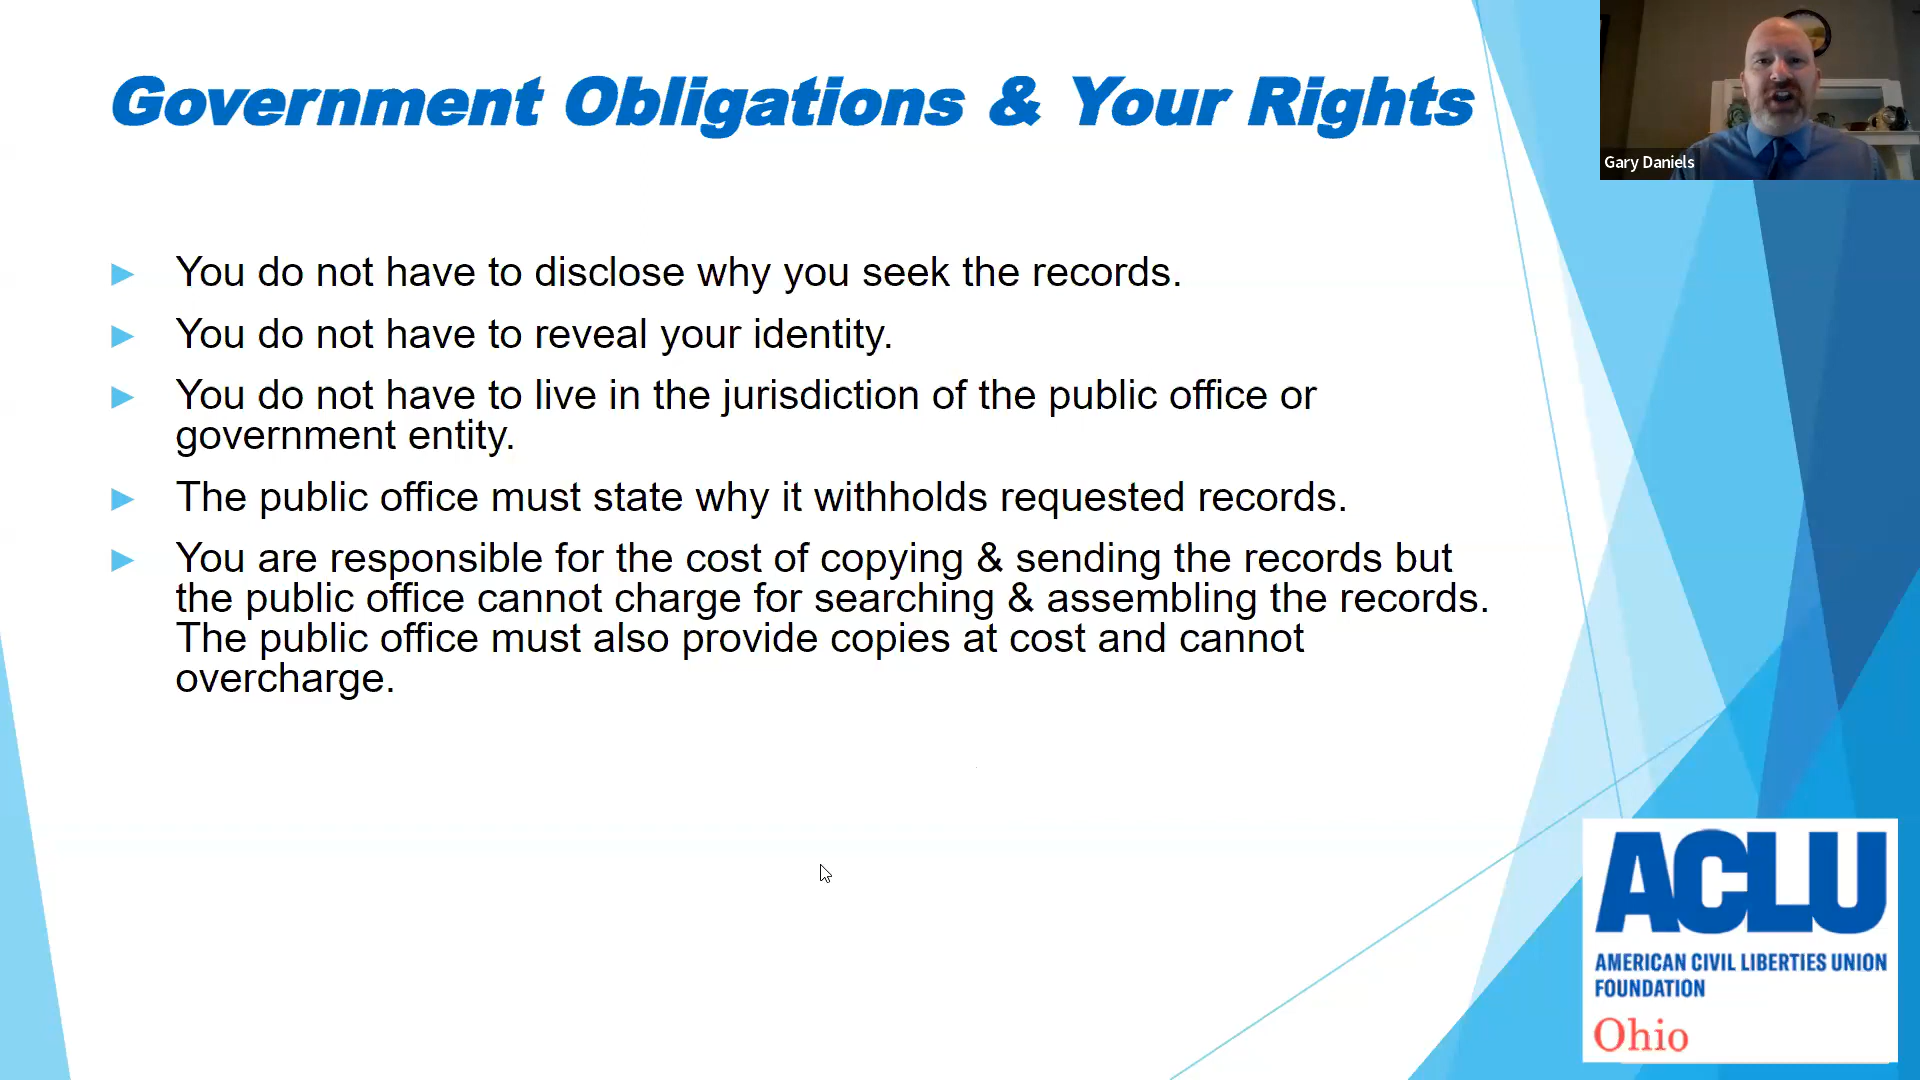 Government Obligations & Your Rights
Gary Daniels
You do not have to disclose why you seek the records.
You do not have to reveal your identity.
You do not have to live in the jurisdiction of the public office or
government entity.
The public office must state why it withholds requested records.
You are responsible for the cost of copying & sending the records but
the public office cannot charge for searching & assembling the records.
The public office must also provide copies at cost and cannot
overcharge.
ACLU
AMERICAN CIVIL LIBERTIES UNION
FOUNDATION
Ohio